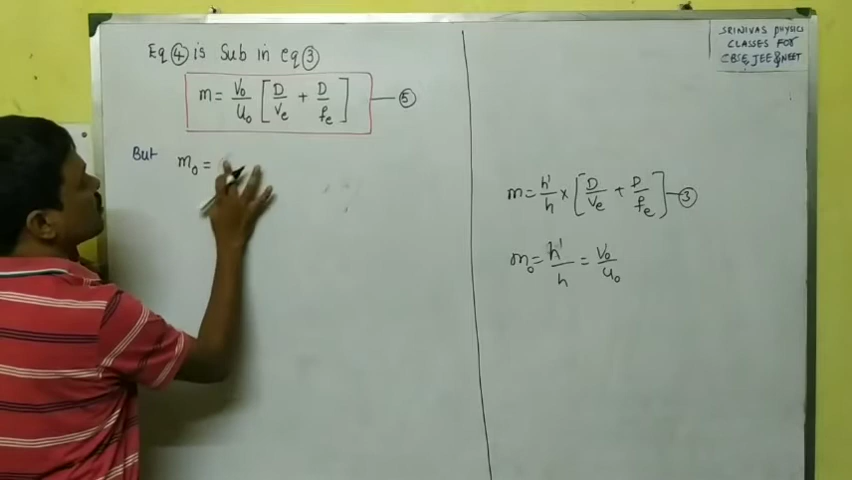 Eq ④ is Sub in eq ③
m = V₀/u₀ [D/Vₑ + D/fₑ] — ⑤
But m₀ =
SRINIVAS PHYSICS
CLASSES FOR
CBSE, JEE & NEET
m = h'/h × [D/Vₑ + D/fₑ] — ③
m₀ = h'/h = V₀/u₀